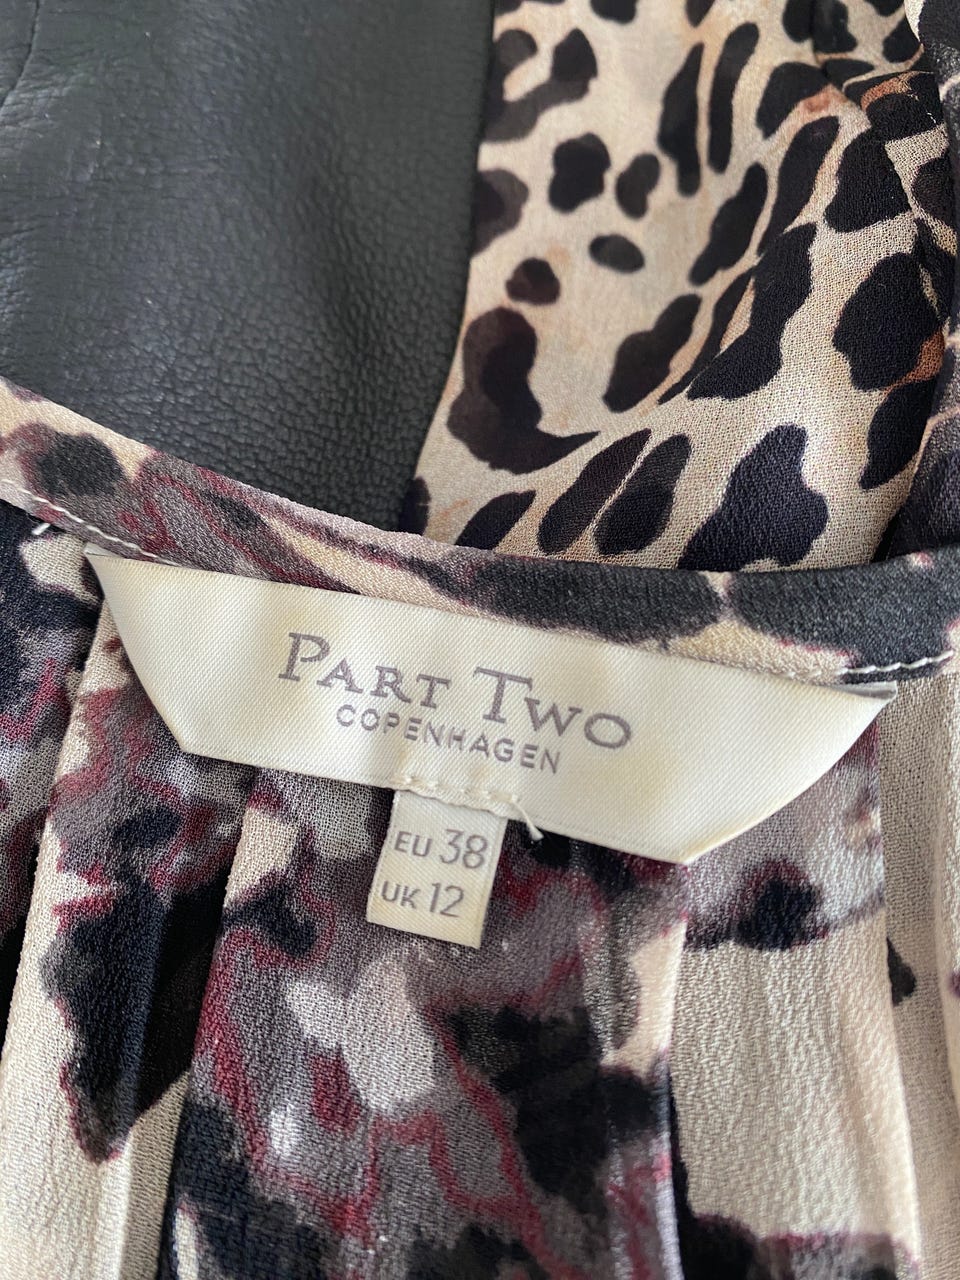 PART TWO
COPENHAGEN
EU 38
UK 12